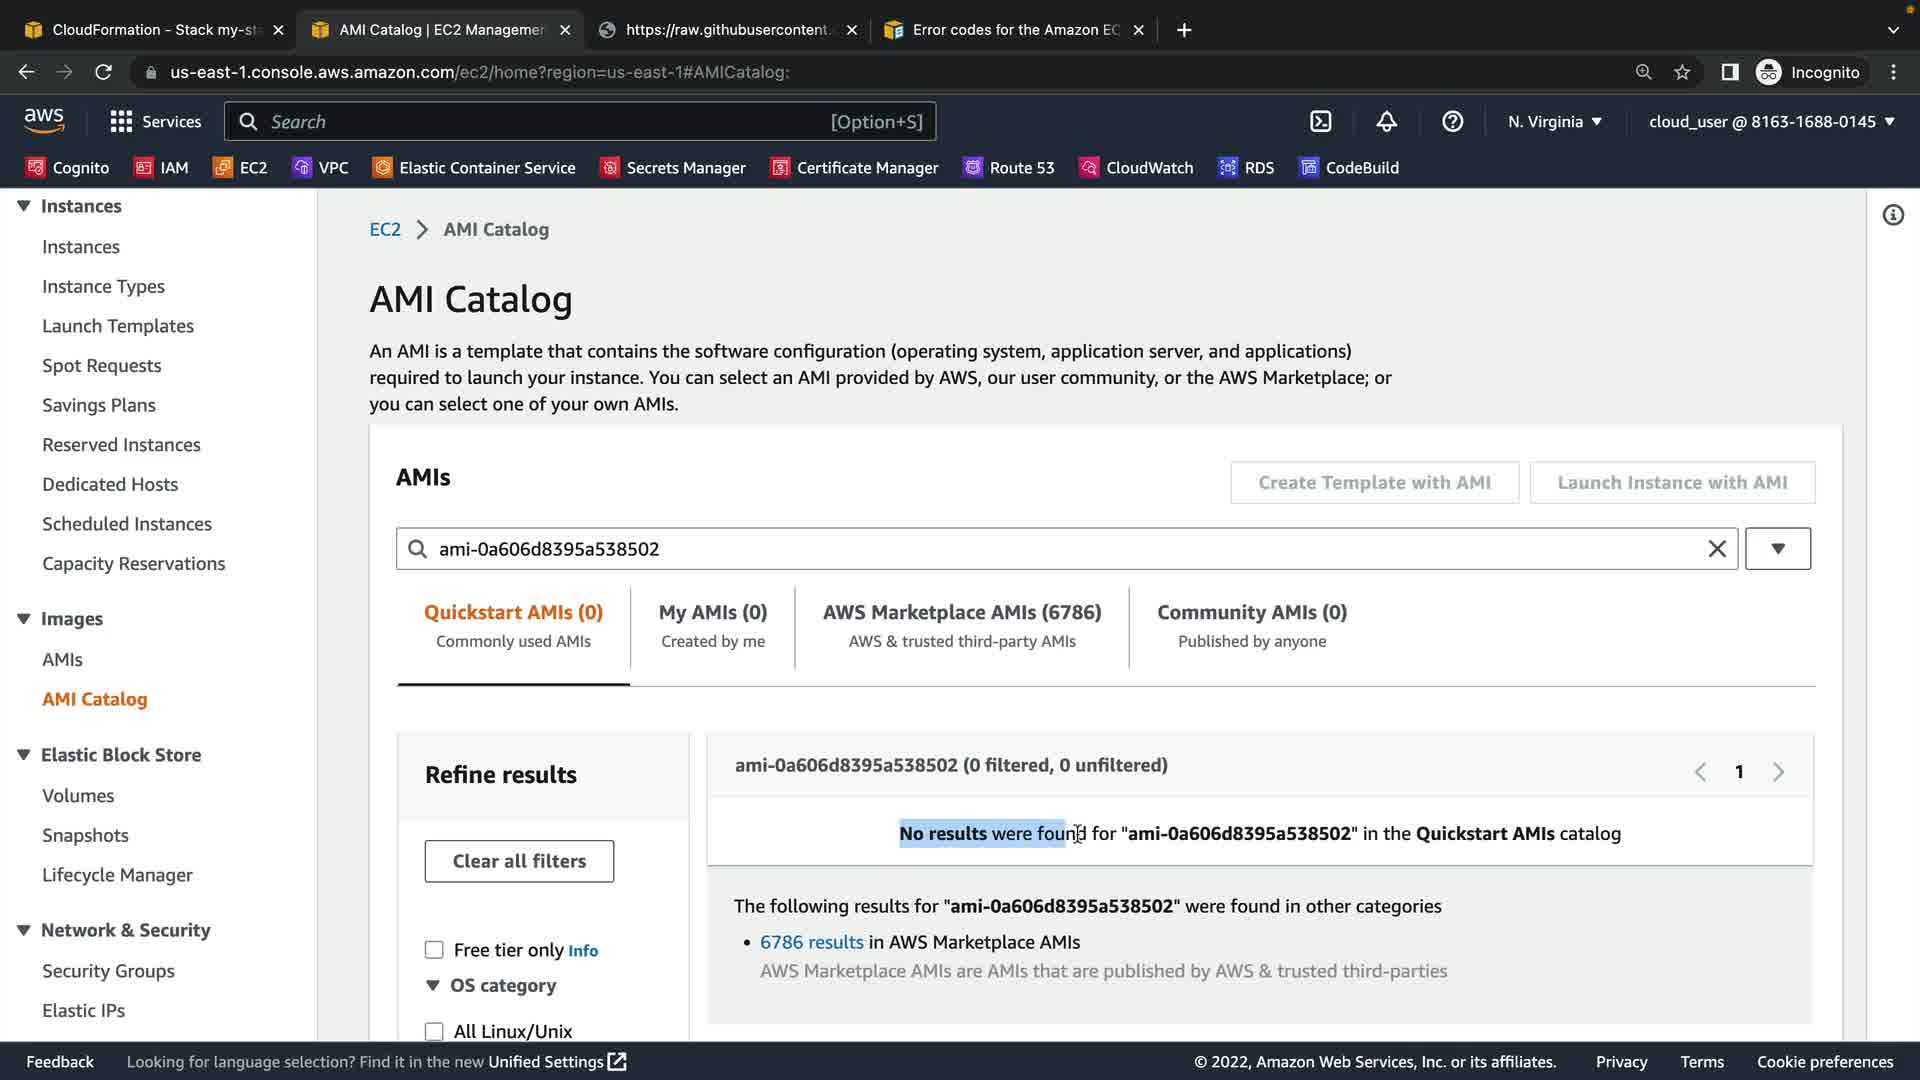 CloudFormation - Stack my-st
AMI Catalog | EC2 Managemen
https://raw.githubusercontent.c
Error codes for the Amazon EC
us-east-1.console.aws.amazon.com/ec2/home?region=us-east-1#AMICatalog:
Incognito
aws
Services
Search
[Option+S]
N. Virginia
cloud_user @ 8163-1688-0145
Cognito
IAM
EC2
VPC
Elastic Container Service
Secrets Manager
Certificate Manager
Route 53
CloudWatch
RDS
CodeBuild
Instances
Instances
Instance Types
Launch Templates
Spot Requests
Savings Plans
Reserved Instances
Dedicated Hosts
Scheduled Instances
Capacity Reservations
Images
AMIs
AMI Catalog
Elastic Block Store
Volumes
Snapshots
Lifecycle Manager
Network & Security
Security Groups
Elastic IPs
EC2 > AMI Catalog
AMI Catalog
An AMI is a template that contains the software configuration (operating system, application server, and applications)
required to launch your instance. You can select an AMI provided by AWS, our user community, or the AWS Marketplace; or
you can select one of your own AMIs.
AMIs
Create Template with AMI
Launch Instance with AMI
ami-0a606d8395a538502
Quickstart AMIs (0)
Commonly used AMIs
My AMIs (0)
Created by me
AWS Marketplace AMIs (6786)
AWS & trusted third-party AMIs
Community AMIs (0)
Published by anyone
Refine results
Clear all filters
Free tier only Info
OS category
All Linux/Unix
ami-0a606d8395a538502 (0 filtered, 0 unfiltered)
1
No results were found for "ami-0a606d8395a538502" in the Quickstart AMIs catalog
The following results for "ami-0a606d8395a538502" were found in other categories
• 6786 results in AWS Marketplace AMIs
AWS Marketplace AMIs are AMIs that are published by AWS & trusted third-parties
Feedback
Looking for language selection? Find it in the new Unified Settings
© 2022, Amazon Web Services, Inc. or its affiliates.
Privacy
Terms
Cookie preferences